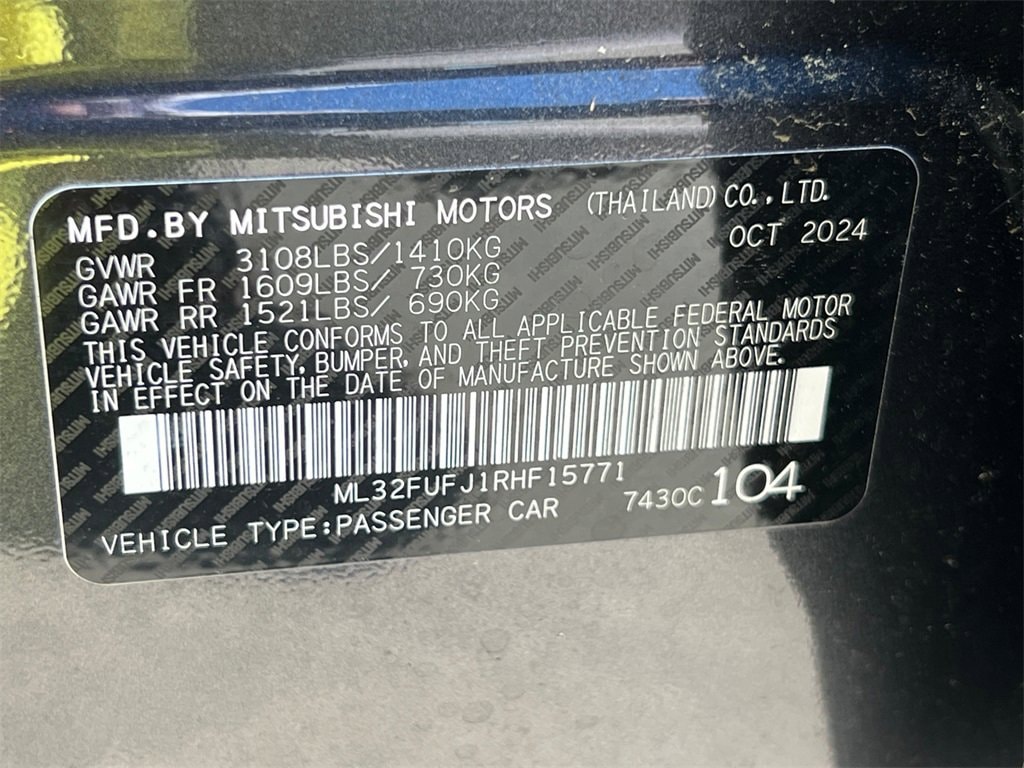 MFD.BY MITSUBISHI MOTORS (THAILAND) CO., LTD.
OCT 2024
GVWR 3108LBS/1410KG
GAWR FR 1609LBS/ 730KG
GAWR RR 1521LBS/ 690KG
THIS VEHICLE CONFORMS TO ALL APPLICABLE FEDERAL MOTOR
VEHICLE SAFETY, BUMPER, AND THEFT PREVENTION STANDARDS
IN EFFECT ON THE DATE OF MANUFACTURE SHOWN ABOVE.
ML32FUFJ1RHF15771
7430C 104
VEHICLE TYPE:PASSENGER CAR